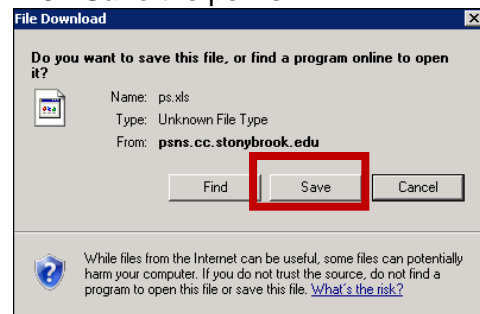 File Download
Do you want to save this file, or find a program online to open
it?
Name: ps.xls
Type: Unknown File Type
From: psns.cc.stonybrook.edu
Find Save Cancel
While files from the Internet can be useful, some files can potentially
harm your computer. If you do not trust the source, do not find a
program to open this file or save this file. What's the risk?